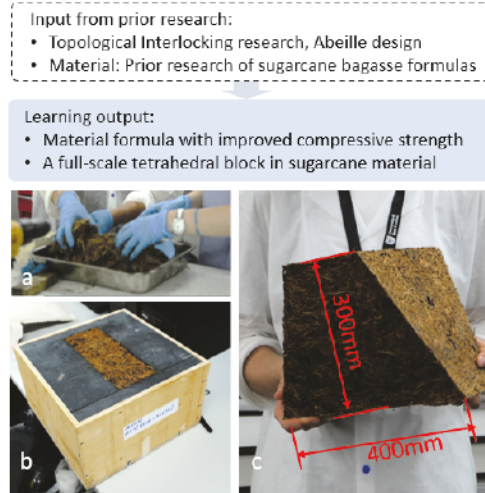 Input from prior research:
• Topological Interlocking research, Abeille design
• Material: Prior research of sugarcane bagasse formulas
Learning output:
• Material formula with improved compressive strength
• A full-scale tetrahedral block in sugarcane material
a
300mm
b
400mm
c